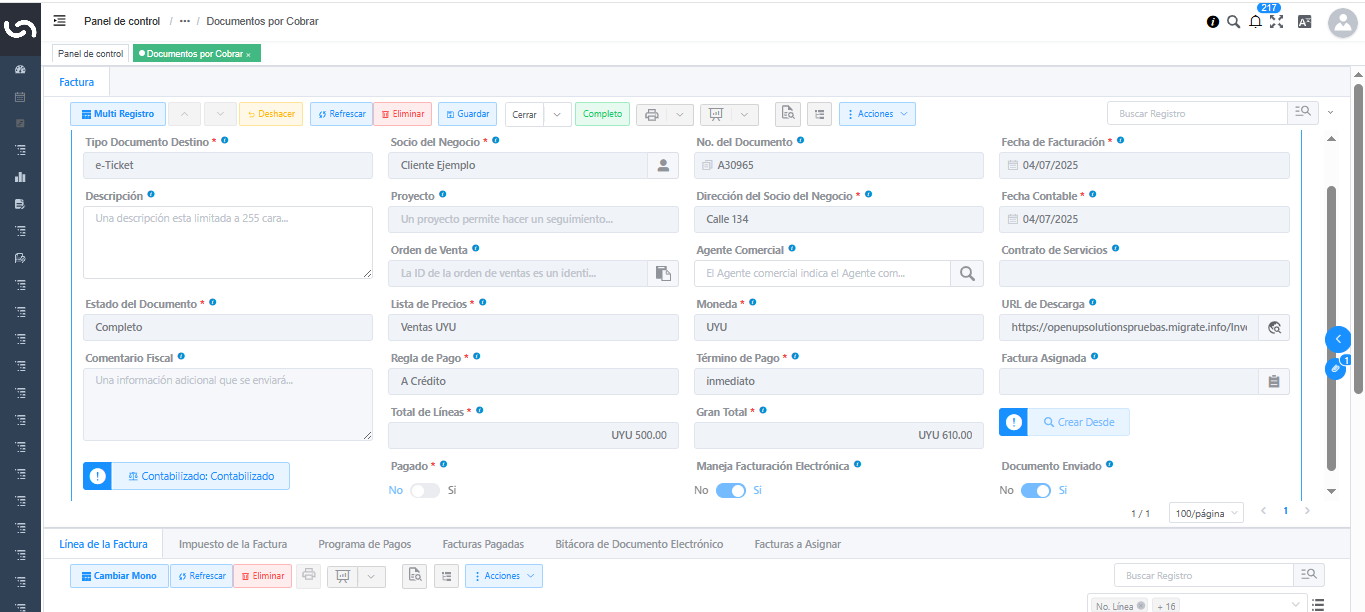 217
Panel de control / ··· / Documentos por Cobrar
Panel de control
Documentos por Cobrar ×
Factura
Multi Registro Deshacer Refrescar Eliminar Guardar Cerrar Completo Acciones Buscar Registro
Tipo Documento Destino * Socio del Negocio * No. del Documento Fecha de Facturación *
e-Ticket Cliente Ejemplo A30965 04/07/2025
Descripción Proyecto Dirección del Socio del Negocio * Fecha Contable *
Una descripción esta limitada a 255 cara... Un proyecto permite hacer un seguimiento... Calle 134 04/07/2025
Orden de Venta Agente Comercial Contrato de Servicios
La ID de la orden de ventas es un identi... El Agente comercial indica el Agente com...
Estado del Documento * Lista de Precios * Moneda * URL de Descarga
Completo Ventas UYU UYU https://openupsolutionspruebas.migrate.info/Inv
Comentario Fiscal Regla de Pago * Término de Pago * Factura Asignada
Una información adicional que se enviará... A Crédito inmediato
1
Total de Líneas * Gran Total *
UYU 500.00 UYU 610.00 Crear Desde
Pagado * Maneja Facturación Electrónica Documento Enviado
Contabilizado: Contabilizado
No Sí No Sí No Sí
1 / 1 100/página 1
Línea de la Factura Impuesto de la Factura Programa de Pagos Facturas Pagadas Bitácora de Documento Electrónico Facturas a Asignar
Cambiar Mono Refrescar Eliminar Acciones Buscar Registro
No. Línea + 16